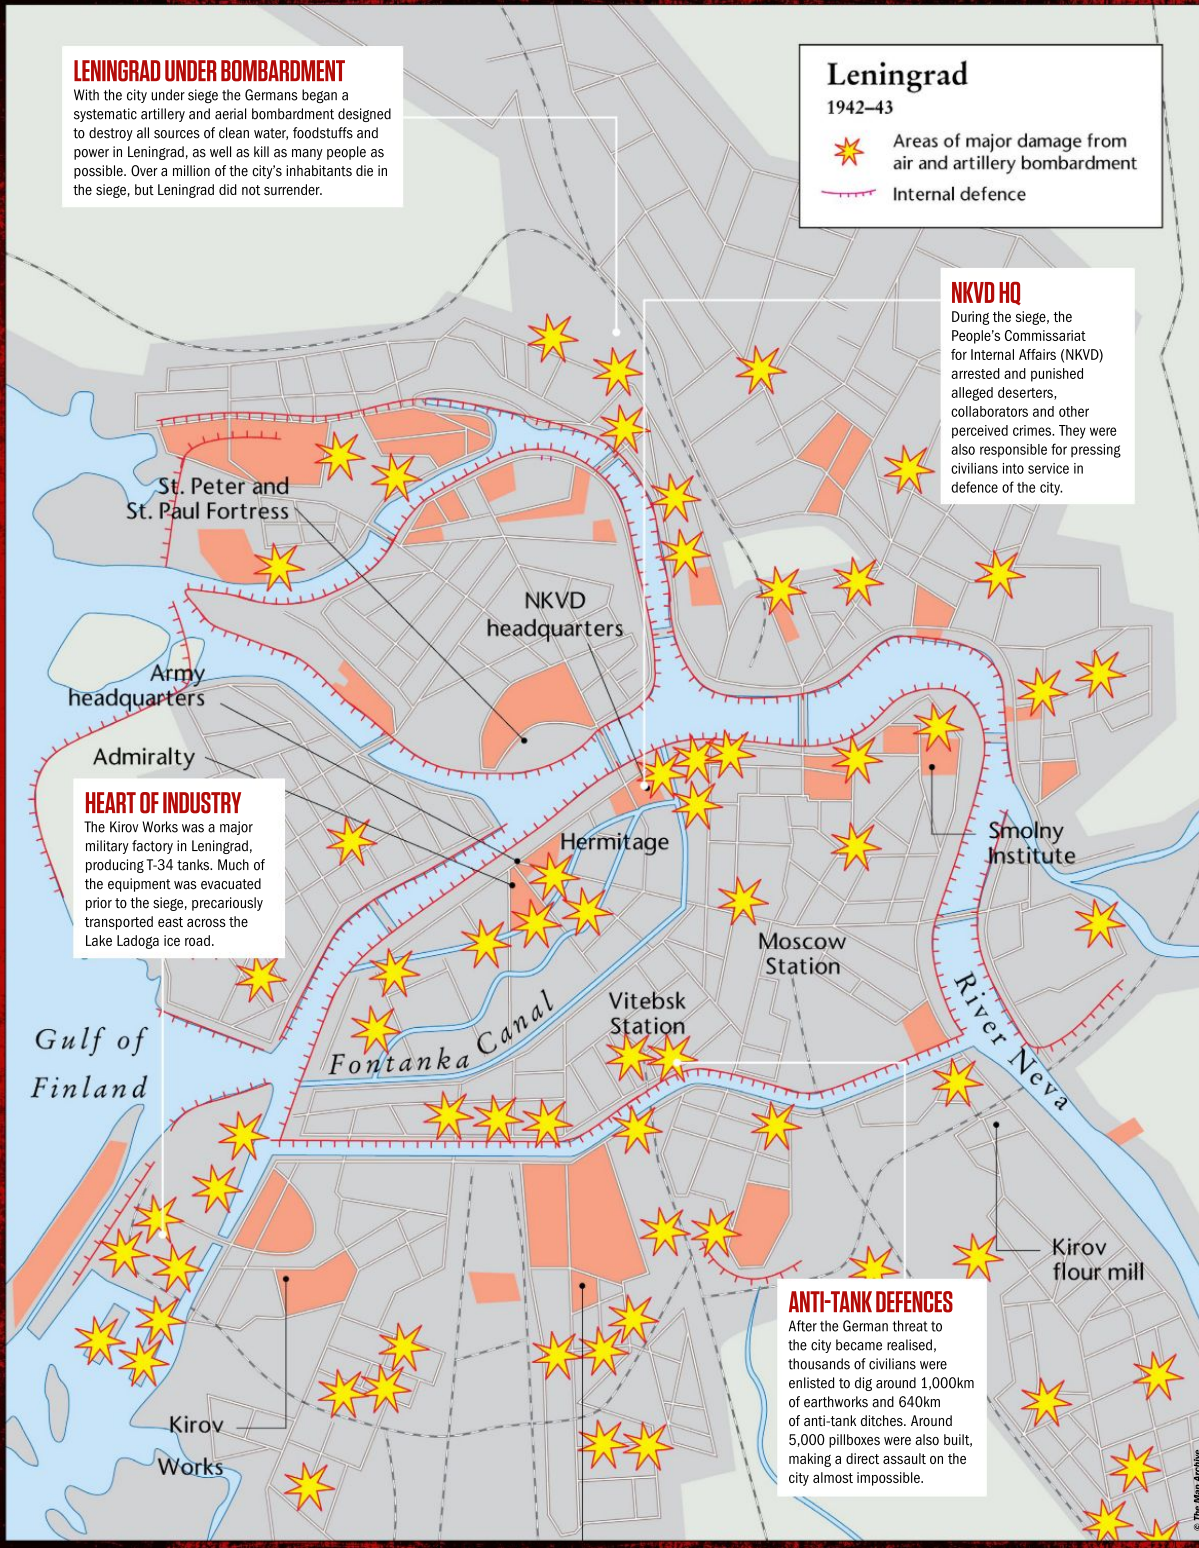 LENINGRAD UNDER BOMBARDMENT
With the city under siege the Germans began a
systematic artillery and aerial bombardment designed
to destroy all sources of clean water, foodstuffs and
power in Leningrad, as well as kill as many people as
possible. Over a million of the city's inhabitants die in
the siege, but Leningrad did not surrender.
Leningrad
1942–43
Areas of major damage from
air and artillery bombardment
Internal defence
NKVD HQ
During the siege, the
People's Commissariat
for Internal Affairs (NKVD)
arrested and punished
alleged deserters,
collaborators and other
perceived crimes. They were
also responsible for pressing
civilians into service in
defence of the city.
St. Peter and
St. Paul Fortress
NKVD
headquarters
Army
headquarters
Admiralty
HEART OF INDUSTRY
The Kirov Works was a major
military factory in Leningrad,
producing T-34 tanks. Much of
the equipment was evacuated
prior to the siege, precariously
transported east across the
Lake Ladoga ice road.
Hermitage
Smolny
Institute
Moscow
Station
Vitebsk
Station
Fontanka Canal
River Neva
Gulf of
Finland
Kirov
flour mill
ANTI-TANK DEFENCES
After the German threat to
the city became realised,
thousands of civilians were
enlisted to dig around 1,000km
of earthworks and 640km
of anti-tank ditches. Around
5,000 pillboxes were also built,
making a direct assault on the
city almost impossible.
Kirov
Works
© The Map Archive